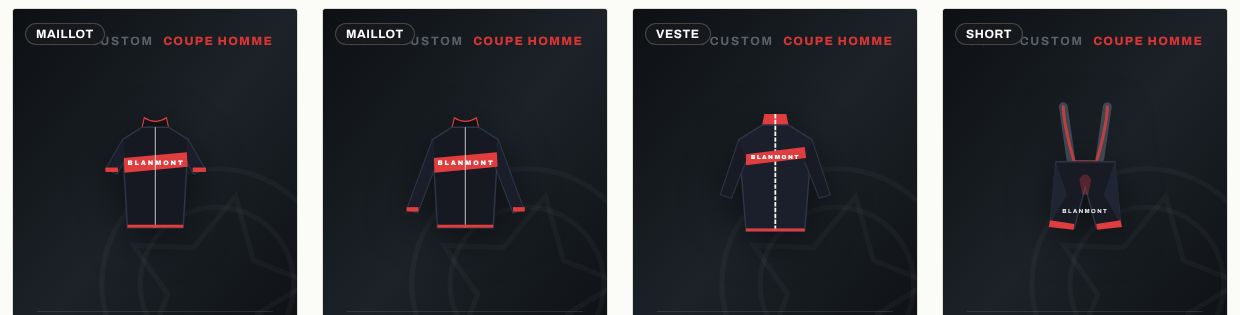 MAILLOT
USTOM COUPE HOMME
BLANMONT
MAILLOT
USTOM COUPE HOMME
BLANMONT
VESTE
CUSTOM COUPE HOMME
BLANMONT
SHORT
CUSTOM COUPE HOMME
BLANMONT